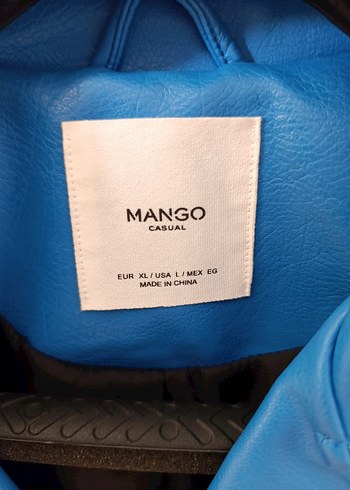 MANGO
CASUAL
EUR XL / USA L / MEX EG
MADE IN CHINA